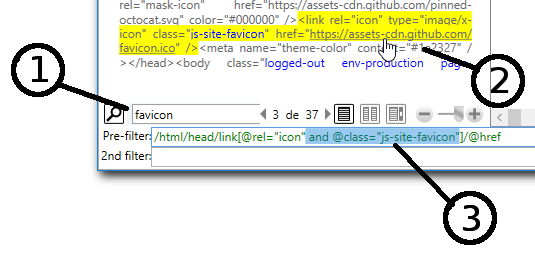 rel="mask-icon" href="https://assets-cdn.github.com/pinned-
octocat.svg" color="#000000" /><link rel="icon" type="image/x-
icon" class="js-site-favicon" href="https://assets-cdn.github.com/
favicon.ico" /><meta name="theme-color" content="#1e2327" /
></head><body class="logged-out env-production pag
1
2
favicon
3 de 37
Pre-filter: /html/head/link[@rel="icon" and @class="js-site-favicon"]/@href
2nd filter:
3